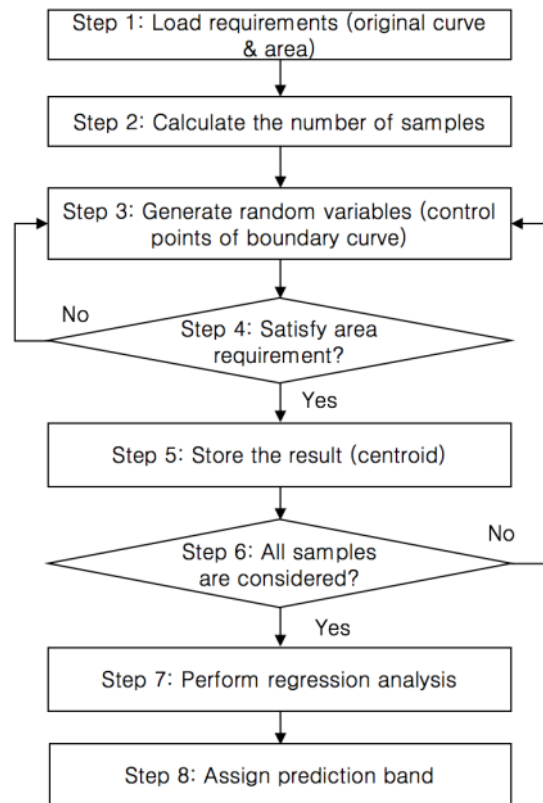 Step 1: Load requirements (original curve
& area)
Step 2: Calculate the number of samples
Step 3: Generate random variables (control
points of boundary curve)
No
Step 4: Satisfy area
requirement?
Yes
Step 5: Store the result (centroid)
No
Step 6: All samples
are considered?
Yes
Step 7: Perform regression analysis
Step 8: Assign prediction band